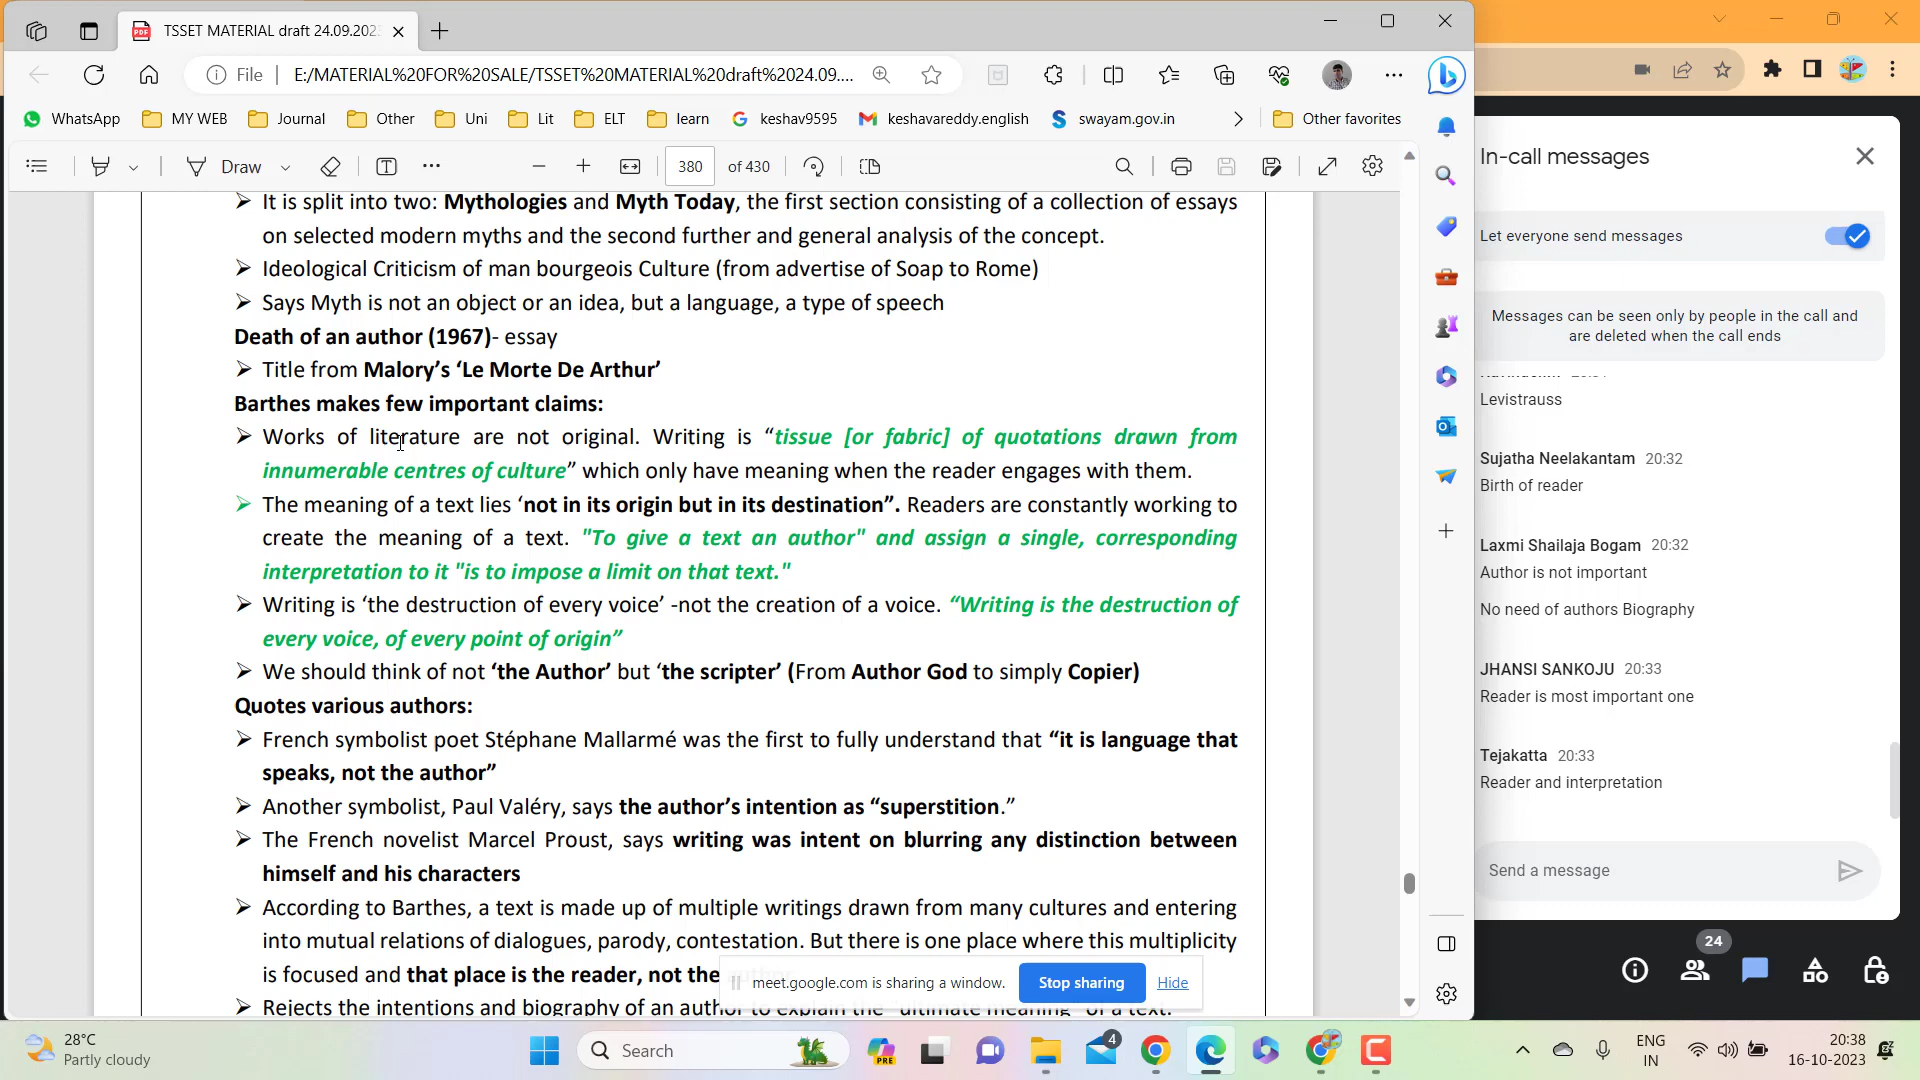 TSSET MATERIAL draft 24.09.202
File
E:/MATERIAL%20FOR%20SALE/TSSET%20MATERIAL%20draft%2024.09....
WhatsApp
MY WEB
Journal
Other
Uni
Lit
ELT
learn
keshav9595
keshavareddy.english
swayam.gov.in
Other favorites
Draw
380
of 430
It is split into two: Mythologies and Myth Today, the first section consisting of a collection of essays
on selected modern myths and the second further and general analysis of the concept.
Ideological Criticism of man bourgeois Culture (from advertise of Soap to Rome)
Says Myth is not an object or an idea, but a language, a type of speech
Death of an author (1967)- essay
Title from Malory’s ‘Le Morte De Arthur’
Barthes makes few important claims:
Works of literature are not original. Writing is “tissue [or fabric] of quotations drawn from
innumerable centres of culture” which only have meaning when the reader engages with them.
The meaning of a text lies ‘not in its origin but in its destination”. Readers are constantly working to
create the meaning of a text. "To give a text an author" and assign a single, corresponding
interpretation to it "is to impose a limit on that text."
Writing is ‘the destruction of every voice’ -not the creation of a voice. “Writing is the destruction of
every voice, of every point of origin”
We should think of not ‘the Author’ but ‘the scripter’ (From Author God to simply Copier)
Quotes various authors:
French symbolist poet Stéphane Mallarmé was the first to fully understand that “it is language that
speaks, not the author”
Another symbolist, Paul Valéry, says the author’s intention as “superstition.”
The French novelist Marcel Proust, says writing was intent on blurring any distinction between
himself and his characters
According to Barthes, a text is made up of multiple writings drawn from many cultures and entering
into mutual relations of dialogues, parody, contestation. But there is one place where this multiplicity
is focused and that place is the reader, not the
Rejects the intentions and biography of an author to explain the “ultimate meaning” of a text.
meet.google.com is sharing a window.
Stop sharing
Hide
In-call messages
Let everyone send messages
Messages can be seen only by people in the call and
are deleted when the call ends
Levistrauss
Sujatha Neelakantam 20:32
Birth of reader
Laxmi Shailaja Bogam 20:32
Author is not important
No need of authors Biography
JHANSI SANKOJU 20:33
Reader is most important one
Tejakatta 20:33
Reader and interpretation
Send a message
24
28°C
Partly cloudy
Search
PRE
4
ENG
IN
20:38
16-10-2023